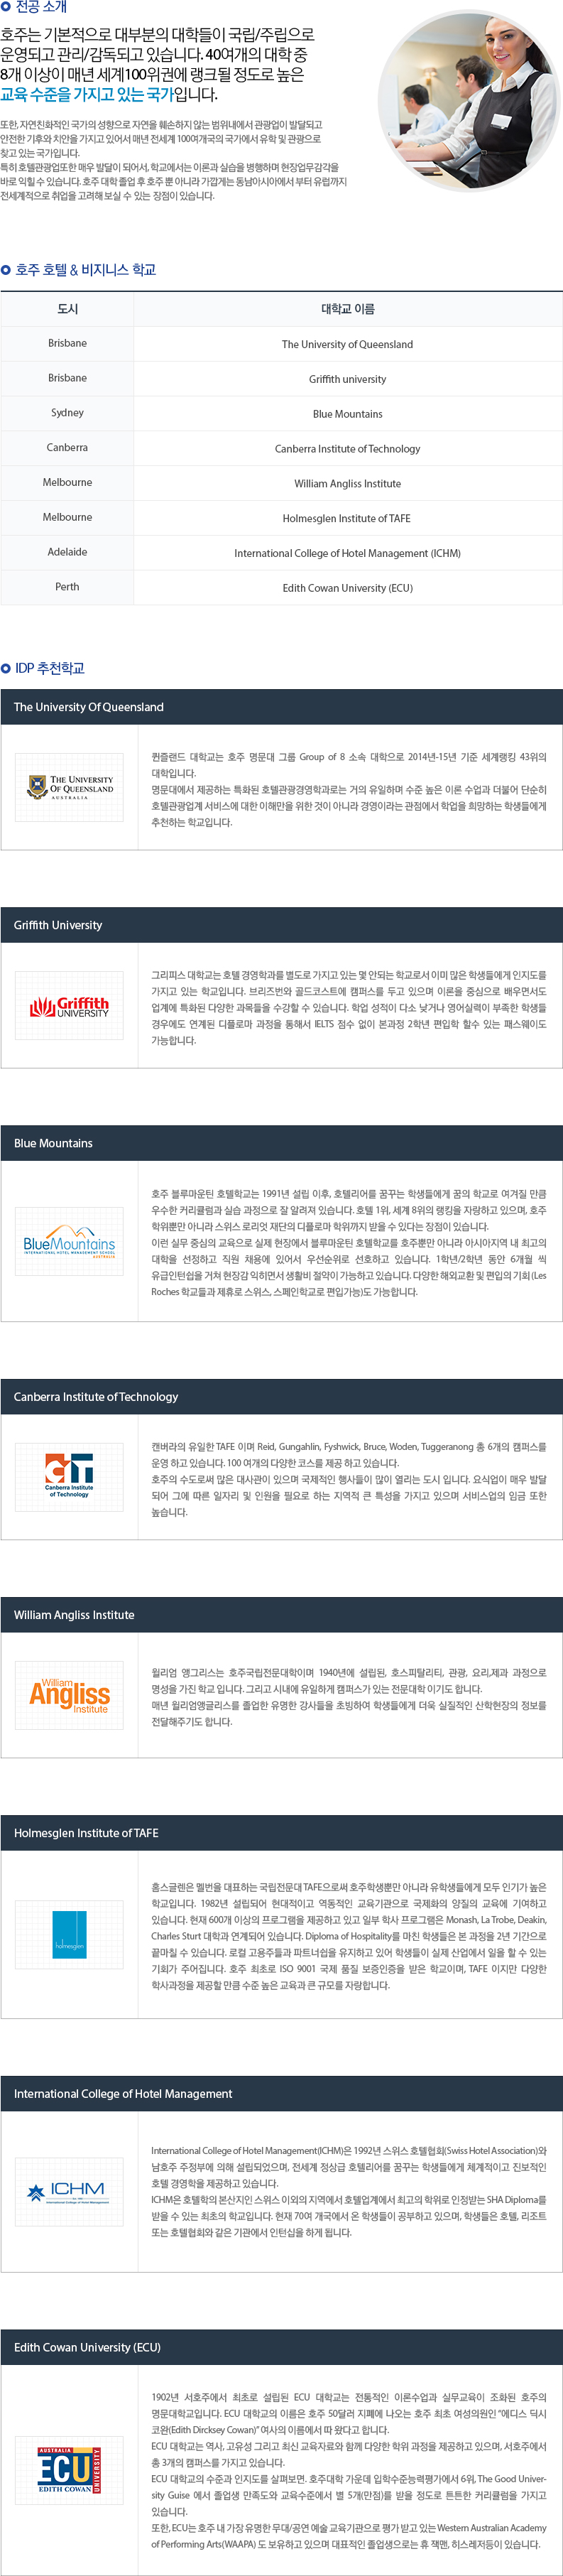 전공 소개
호주는 기본적으로 대부분의 대학들이 국립/주립으로
운영되고 관리/감독되고 있습니다. 40여개의 대학 중
8개 이상이 매년 세계100위권에 랭크될 정도로 높은
교육 수준을 가지고 있는 국가입니다.
또한, 자연친화적인 국가의 성향으로 자연을 훼손하지 않는 범위내에서 관광업이 발달되고
안전한 기후와 치안을 가지고 있어서 매년 전세계 100여개국의 국가에서 유학 및 관광으로
찾고 있는 국가입니다.
특히 호텔관광업또한 매우 발달이 되어서, 학교에서는 이론과 실습을 병행하며 현장업무감각을
바로 익힐 수 있습니다. 호주 대학 졸업 후 호주 뿐 아니라 가깝게는 동남아시아에서 부터 유럽까지
전세계적으로 취업을 고려해 보실 수 있는 장점이 있습니다.
호주 호텔 & 비지니스 학교
도시 대학교 이름
Brisbane The University of Queensland
Brisbane Griffith university
Sydney Blue Mountains
Canberra Canberra Institute of Technology
Melbourne William Angliss Institute
Melbourne Holmesglen Institute of TAFE
Adelaide International College of Hotel Management (ICHM)
Perth Edith Cowan University (ECU)
IDP 추천학교
The University Of Queensland
THE UNIVERSITY
OF QUEENSLAND
AUSTRALIA
퀸즐랜드 대학교는 호주 명문대 그룹 Group of 8 소속 대학으로 2014년-15년 기준 세계랭킹 43위의
대학입니다.
명문대에서 제공하는 특화된 호텔관광경영학과로는 거의 유일하며 수준 높은 이론 수업과 더불어 단순히
호텔관광업계 서비스에 대한 이해만을 위한 것이 아니라 경영이라는 관점에서 학업을 희망하는 학생들에게
추천하는 학교입니다.
Griffith University
Griffith
UNIVERSITY
그리피스 대학교는 호텔 경영학과를 별도로 가지고 있는 몇 안되는 학교로서 이미 많은 학생들에게 인지도를
가지고 있는 학교입니다. 브리즈번와 골드코스트에 캠퍼스를 두고 있으며 이론을 중심으로 배우면서도
업계에 특화된 다양한 과목들을 수강할 수 있습니다. 학업 성적이 다소 낮거나 영어실력이 부족한 학생들
경우에도 연계된 디플로마 과정을 통해서 IELTS 점수 없이 본과정 2학년 편입학 할수 있는 패스웨이도
가능합니다.
Blue Mountains
BlueMountains
INTERNATIONAL HOTEL MANAGEMENT SCHOOL
AUSTRALIA
호주 블루마운틴 호텔학교는 1991년 설립 이후, 호텔리어를 꿈꾸는 학생들에게 꿈의 학교로 여겨질 만큼
우수한 커리큘럼과 실습 과정으로 잘 알려져 있습니다. 호텔 1위, 세계 8위의 랭킹을 자랑하고 있으며, 호주
학위뿐만 아니라 스위스 로리엇 재단의 디플로마 학위까지 받을 수 있다는 장점이 있습니다.
이런 실무 중심의 교육으로 실제 현장에서 블루마운틴 호텔학교를 호주뿐만 아니라 아시아지역 내 최고의
대학을 선정하고 직원 채용에 있어서 우선순위로 선호하고 있습니다. 1학년/2학년 동안 6개월 씩
유급인턴쉽을 거쳐 현장감 익히면서 생활비 절약이 가능하고 있습니다. 다양한 해외교환 및 편입의 기회 (Les
Roches 학교들과 제휴로 스위스, 스페인학교로 편입가능)도 가능합니다.
Canberra Institute of Technology
CIT
Canberra Institute
of Technology
캔버라의 유일한 TAFE 이며 Reid, Gungahlin, Fyshwick, Bruce, Woden, Tuggeranong 총 6개의 캠퍼스를
운영 하고 있습니다. 100 여개의 다양한 코스를 제공 하고 있습니다.
호주의 수도로써 많은 대사관이 있으며 국제적인 행사들이 많이 열리는 도시 입니다. 요식업이 매우 발달
되어 그에 따른 일자리 및 인원을 필요로 하는 지역적 큰 특성을 가지고 있으며 서비스업의 임금 또한
높습니다.
William Angliss Institute
William
Angliss
Institute
윌리엄 앵그리스는 호주국립전문대학이며 1940년에 설립된, 호스피탈리티, 관광, 요리,제과 과정으로
명성을 가진 학교 입니다. 그리고 시내에 유일하게 캠퍼스가 있는 전문대학 이기도 합니다.
매년 윌리엄앵글리스를 졸업한 유명한 강사들을 초빙하여 학생들에게 더욱 실질적인 산학현장의 정보를
전달해주기도 합니다.
Holmesglen Institute of TAFE
holmesglen
홈스글렌은 멜번을 대표하는 국립전문대 TAFE으로써 호주학생뿐만 아니라 유학생들에게 모두 인기가 높은
학교입니다. 1982년 설립되어 현대적이고 역동적인 교육기관으로 국제화의 양질의 교육에 기여하고
있습니다. 현재 600개 이상의 프로그램을 제공하고 있고 일부 학사 프로그램은 Monash, La Trobe, Deakin,
Charles Sturt 대학과 연계되어 있습니다. Diploma of Hospitality를 마친 학생들은 본 과정을 2년 기간으로
끝마칠 수 있습니다. 로컬 고용주들과 파트너쉽을 유지하고 있어 학생들이 실제 산업에서 일을 할 수 있는
기회가 주어집니다. 호주 최초로 ISO 9001 국제 품질 보증인증을 받은 학교이며, TAFE 이지만 다양한
학사과정을 제공할 만큼 수준 높은 교육과 큰 규모를 자랑합니다.
International College of Hotel Management
ICHM
International College of Hotel Management
International College of Hotel Management(ICHM)은 1992년 스위스 호텔협회(Swiss Hotel Association)와
남호주 주정부에 의해 설립되었으며, 전세계 정상급 호텔리어를 꿈꾸는 학생들에게 체계적이고 진보적인
호텔 경영학을 제공하고 있습니다.
ICHM은 호텔학의 본산지인 스위스 이외의 지역에서 호텔업계에서 최고의 학위로 인정받는 SHA Diploma를
받을 수 있는 최초의 학교입니다. 현재 70여 개국에서 온 학생들이 공부하고 있으며, 학생들은 호텔, 리조트
또는 호텔협회와 같은 기관에서 인턴십을 하게 됩니다.
Edith Cowan University (ECU)
AUSTRALIA
ECU
EDITH COWAN
UNIVERSITY
1902년 서호주에서 최초로 설립된 ECU 대학교는 전통적인 이론수업과 실무교육이 조화된 호주의
명문대학교입니다. ECU 대학교의 이름은 호주 50달러 지폐에 나오는 호주 최초 여성의원인 "에디스 딕시
코완(Edith Dircksey Cowan)" 여사의 이름에서 따 왔다고 합니다.
ECU 대학교는 역사, 고유성 그리고 최신 교육자료와 함께 다양한 학위 과정을 제공하고 있으며, 서호주에서
총 3개의 캠퍼스를 가지고 있습니다.
ECU 대학교의 수준과 인지도를 살펴보면. 호주대학 가운데 입학수준능력평가에서 6위, The Good Univer-
sity Guise 에서 졸업생 만족도와 교육수준에서 별 5개(만점)를 받을 정도로 튼튼한 커리큘럼을 가지고
있습니다.
또한, ECU는 호주 내 가장 유명한 무대/공연 예술 교육기관으로 평가 받고 있는 Western Australian Academy
of Performing Arts(WAAPA) 도 보유하고 있으며 대표적인 졸업생으로는 휴 잭맨, 히스레저등이 있습니다.